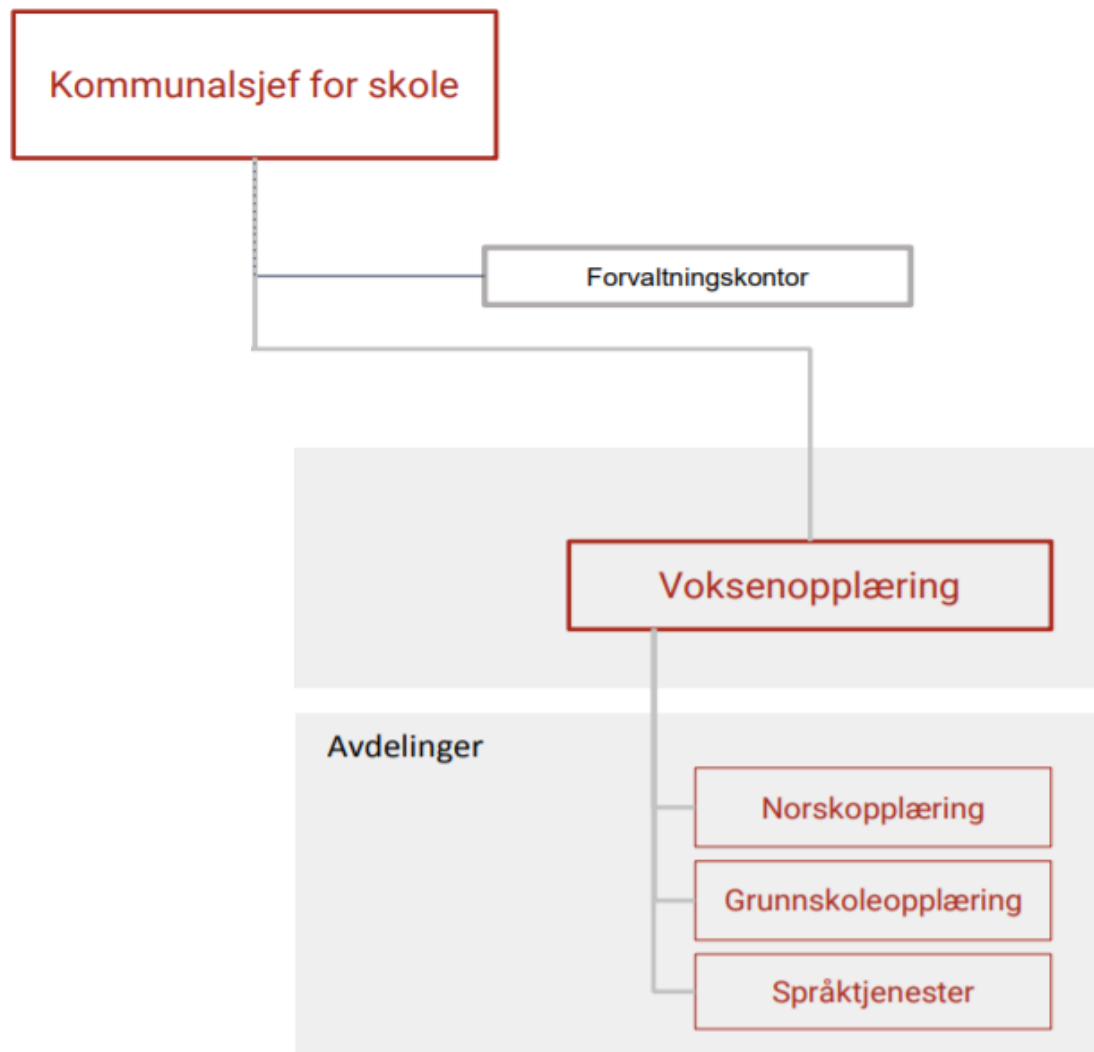 Kommunalsjef for skole
Forvaltningskontor
Voksenopplæring
Avdelinger
Norskopplæring
Grunnskoleopplæring
Språktjenester